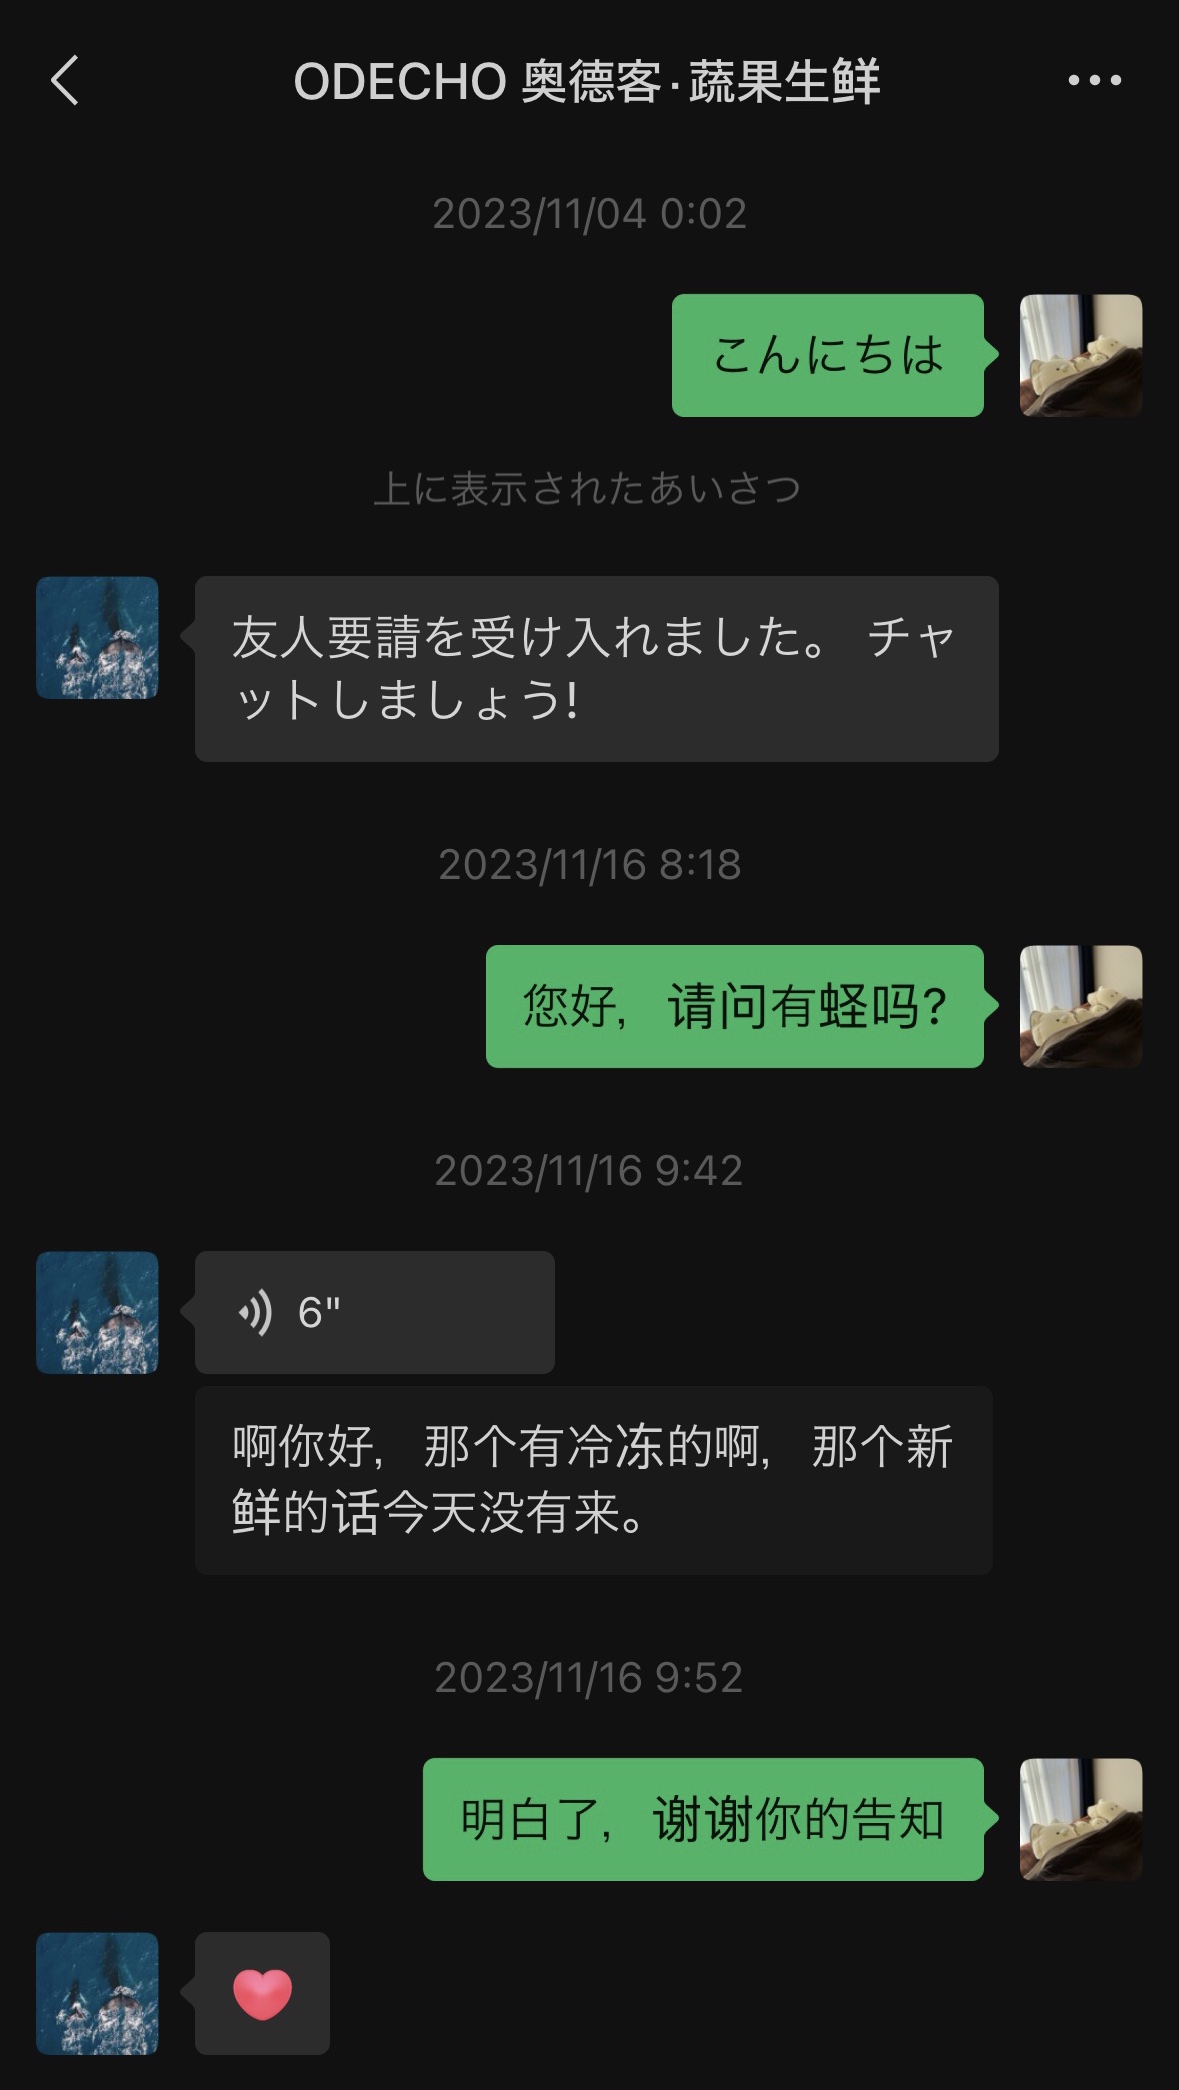 ODECHO 奥德客·蔬果生鲜
2023/11/04 0:02
こんにちは
上に表示されたあいさつ
友人要請を受け入れました。 チャ
ットしましょう!
2023/11/16 8:18
您好, 请问有蛏吗?
2023/11/16 9:42
6"
啊你好, 那个有冷冻的啊, 那个新
鲜的话今天没有来。
2023/11/16 9:52
明白了, 谢谢你的告知